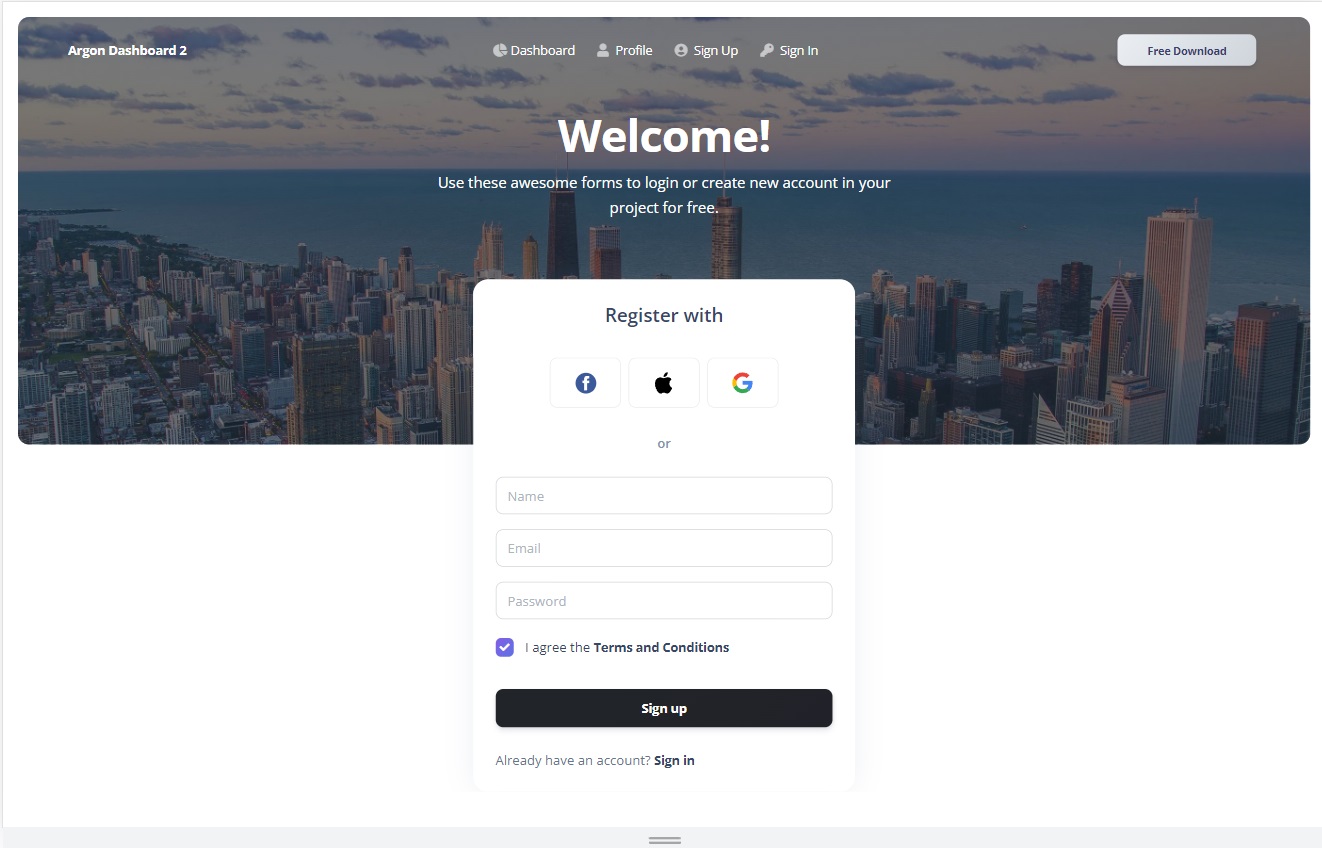 Argon Dashboard 2
Dashboard
Profile
Sign Up
Sign In
Free Download
Welcome!
Use these awesome forms to login or create new account in your
project for free.
Register with
or
Name
Email
Password
I agree the Terms and Conditions
Sign up
Already have an account? Sign in